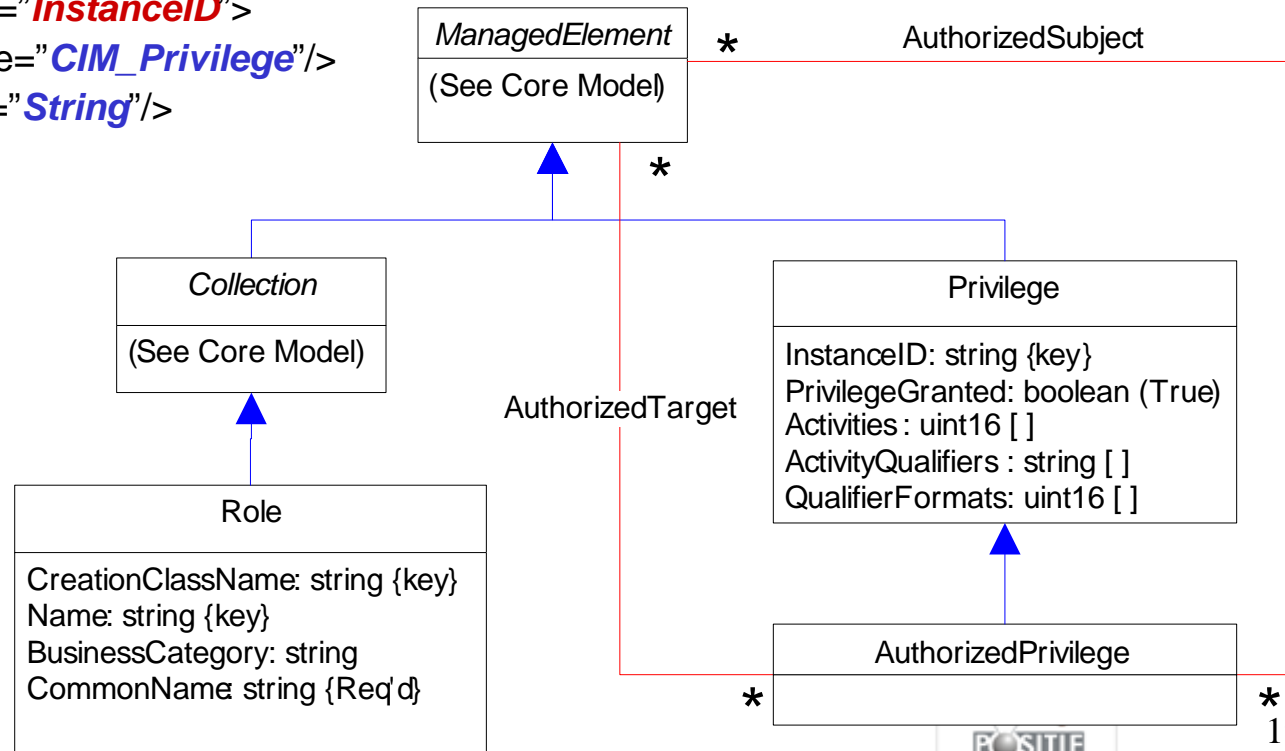 ="InstanceID">
e="CIM_Privilege"/>
="String"/>
ManagedElement
(See Core Model)
*
AuthorizedSubject
*
Collection
(See Core Model)
Privilege
InstanceID: string {key}
PrivilegeGranted: boolean (True)
Activities : uint16 [ ]
ActivityQualifiers : string [ ]
QualifierFormats: uint16 [ ]
AuthorizedTarget
Role
CreationClassName: string {key}
Name: string {key}
BusinessCategory: string
CommonName: string {Req'd}
AuthorizedPrivilege
*
*
POSITIF
1